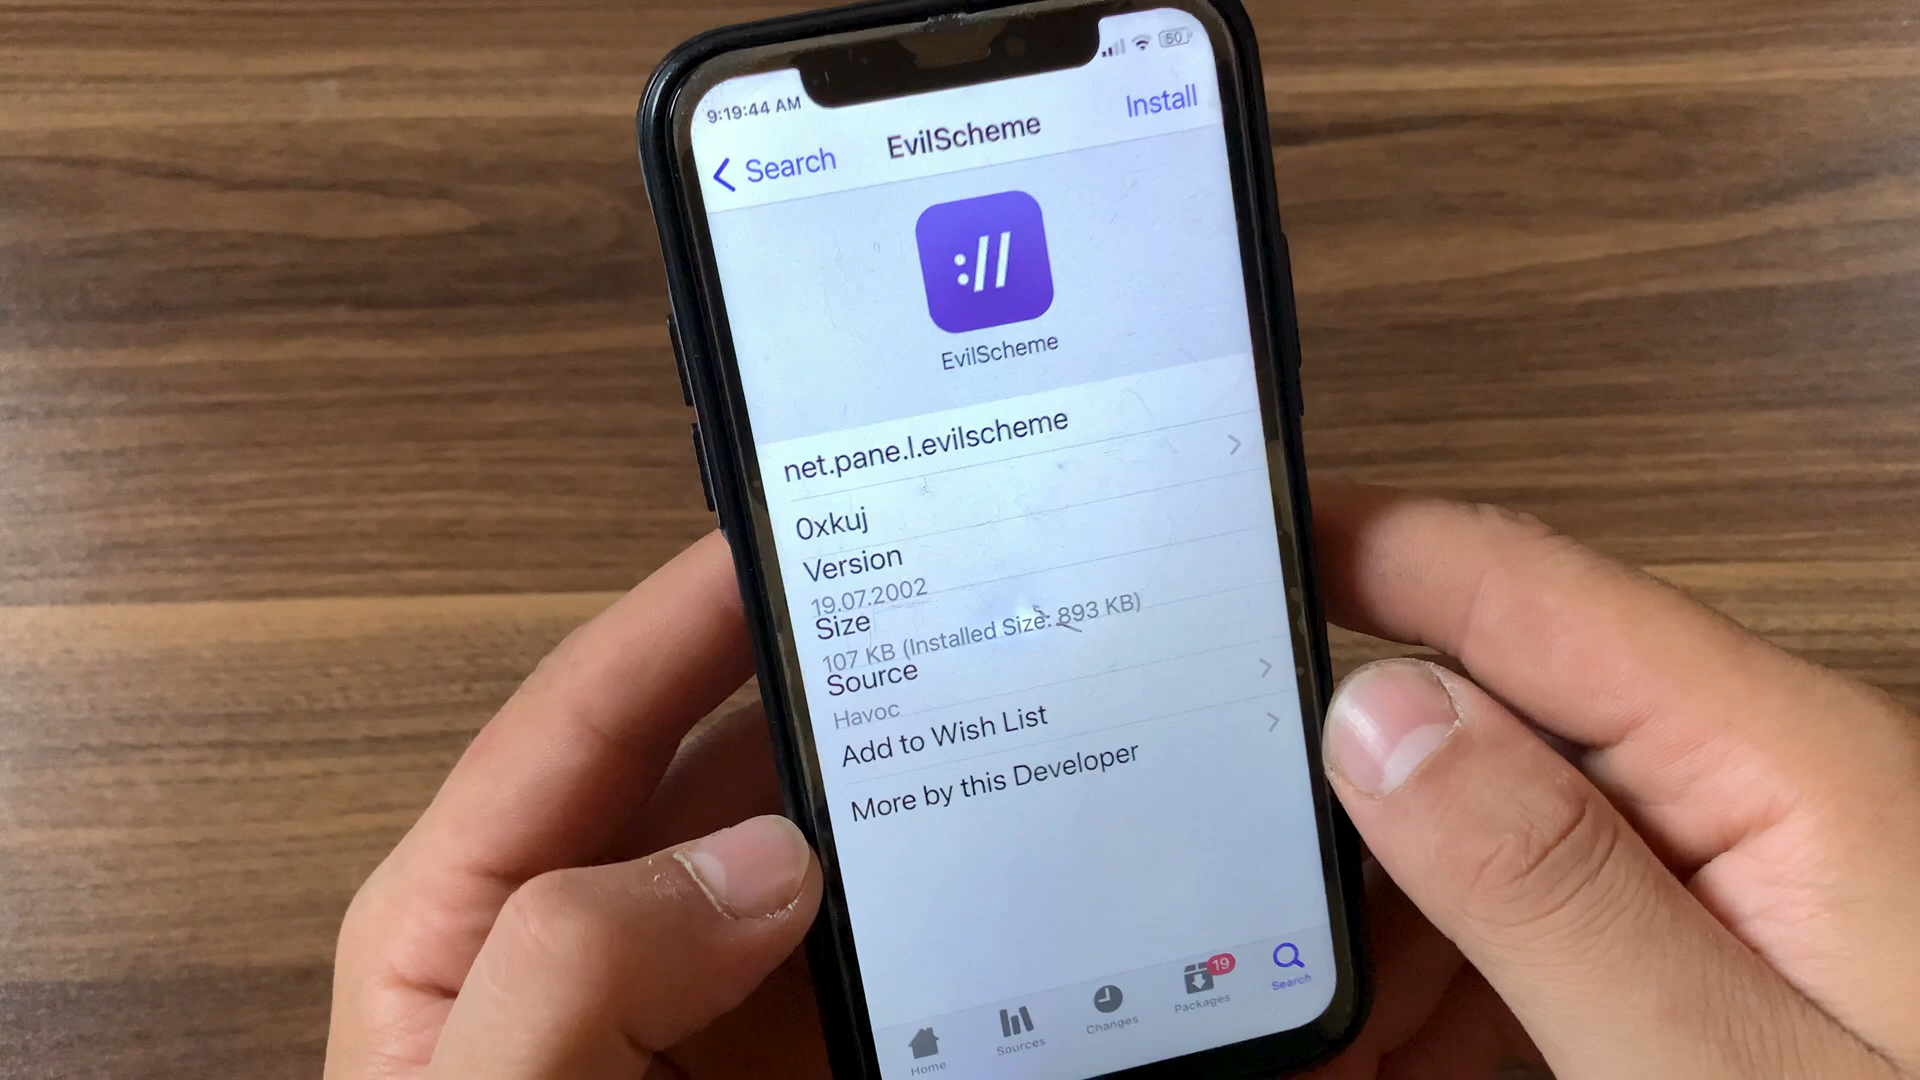 9:19:44 AM
50
Search
EvilScheme
Install
://
EvilScheme
net.pane.l.evilscheme
0xkuj
Version
19.07.2002
Size
107 KB (Installed Size: 893 KB)
Source
Havoc
Add to Wish List
More by this Developer
Home
Sources
Changes
19
Packages
Search